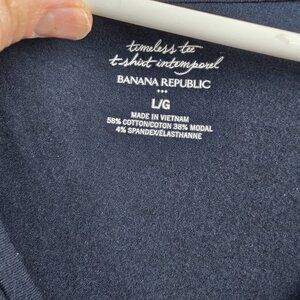 timeless tee
t-shirt intemporel
BANANA REPUBLIC
L/G
MADE IN VIETNAM
58% COTTON/COTON 38% MODAL
4% SPANDEX/ÉLASTHANNE